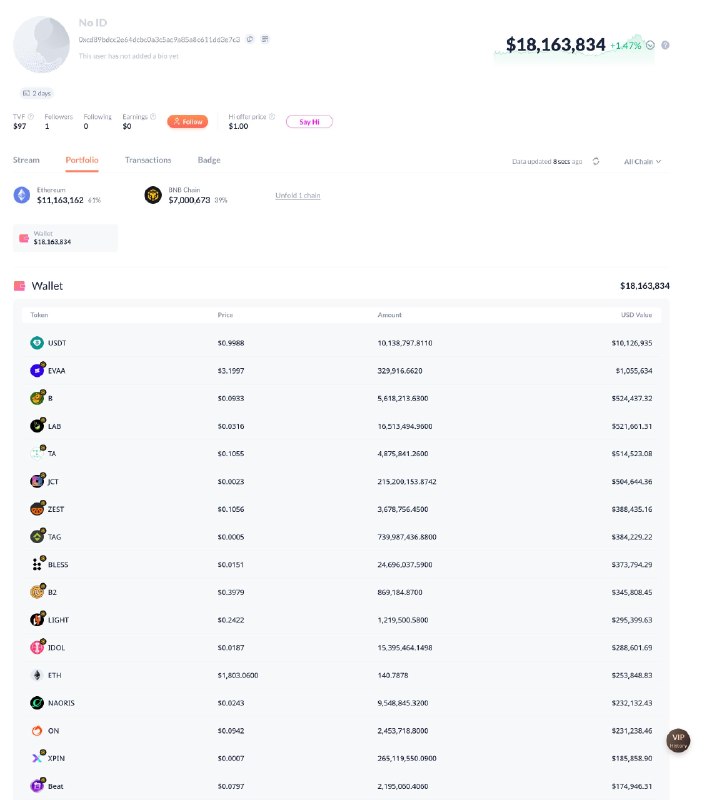 No ID
This user has not added a bio yet
$18,163,834 +1.47%
2 days
TVF Followers Following Earnings Hi offer price
$97 1 0 $0 Follow $1.00 Say Hi
Stream Portfolio Transactions Badge Data updated 8 secs ago All Chain
Ethereum BNB Chain
$11,163,162 61% $7,000,673 39% Unfold 1 chain
Wallet
$18,163,834
Wallet $18,163,834
Token Price Amount USD Value
USDT $0.9988 10,138,797.8110 $10,126,935
EVAA $3.1997 329,916.6620 $1,055,634
B $0.0933 5,618,213.6300 $524,437.32
LAB $0.0316 16,513,494.9600 $521,661.31
TA $0.1055 4,875,841.2600 $514,523.08
JCT $0.0023 215,200,153.8742 $504,644.36
ZEST $0.1056 3,678,756.4500 $388,435.16
TAG $0.0005 739,987,436.8800 $384,229.22
BLESS $0.0151 24,696,037.5900 $373,794.29
B2 $0.3979 869,184.8700 $345,808.45
LIGHT $0.2422 1,219,500.5800 $295,399.63
IDOL $0.0187 15,395,464.1498 $288,601.69
ETH $1,803.0600 140.7878 $253,848.83
NAORIS $0.0243 9,548,845.3200 $232,132.43
ON $0.0942 2,453,718.8000 $231,238.46
XPIN $0.0007 265,119,550.0900 $185,858.90
Beat $0.0797 2,195,060.4060 $174,946.31
VIP
History